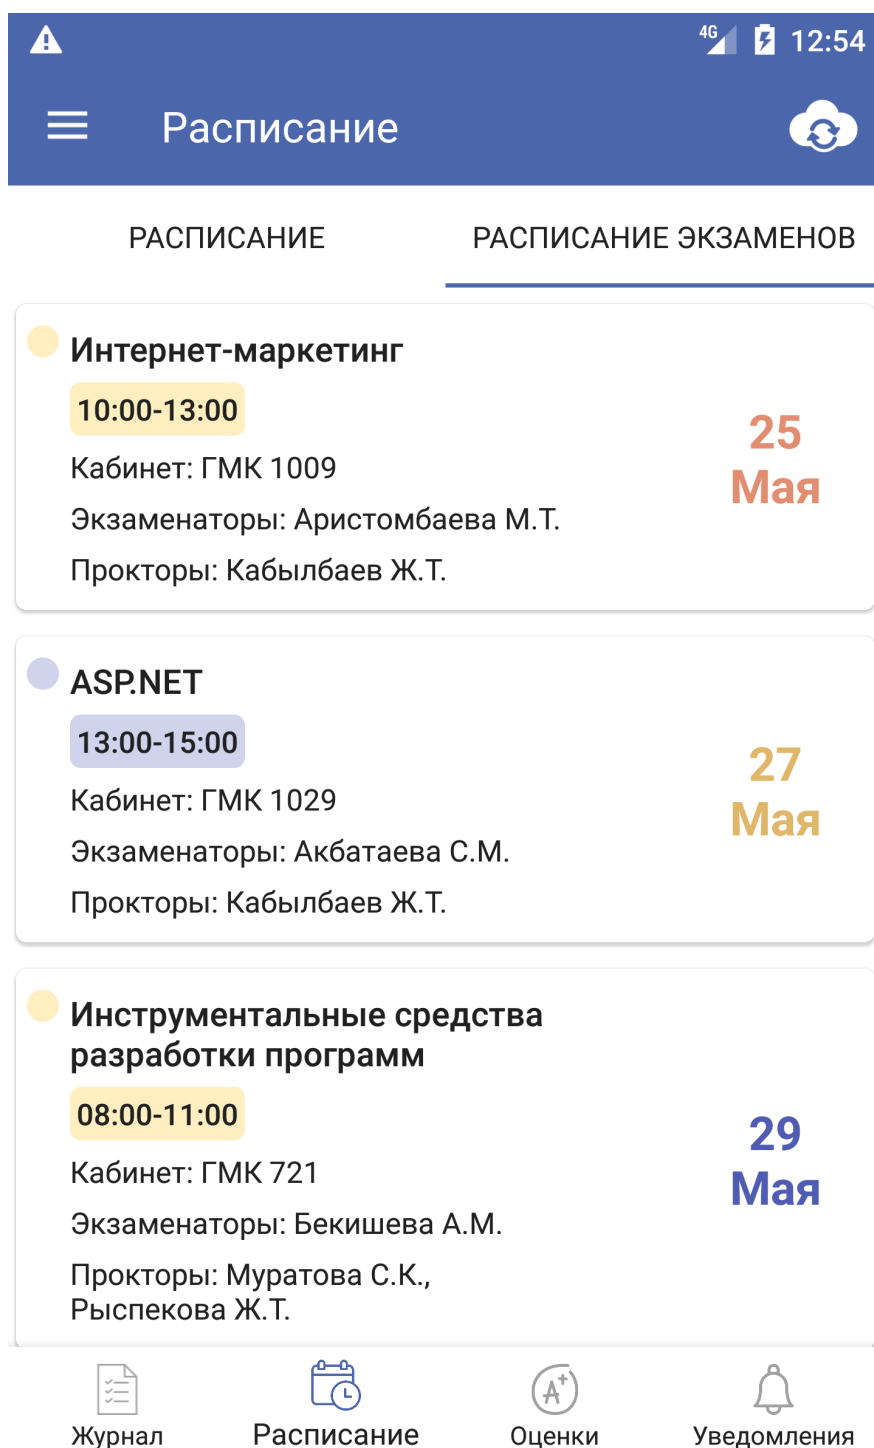 4G 12:54
Расписание
РАСПИСАНИЕ РАСПИСАНИЕ ЭКЗАМЕНОВ
Интернет-маркетинг
10:00-13:00
25
Мая
Кабинет: ГМК 1009
Экзаменаторы: Аристомбаева М.Т.
Прокторы: Кабылбаев Ж.Т.
ASP.NET
13:00-15:00
27
Мая
Кабинет: ГМК 1029
Экзаменаторы: Акбатаева С.М.
Прокторы: Кабылбаев Ж.Т.
Инструментальные средства
разработки программ
08:00-11:00
29
Мая
Кабинет: ГМК 721
Экзаменаторы: Бекишева А.М.
Прокторы: Муратова С.К.,
Рыспекова Ж.Т.
A+
Журнал Расписание Оценки Уведомления